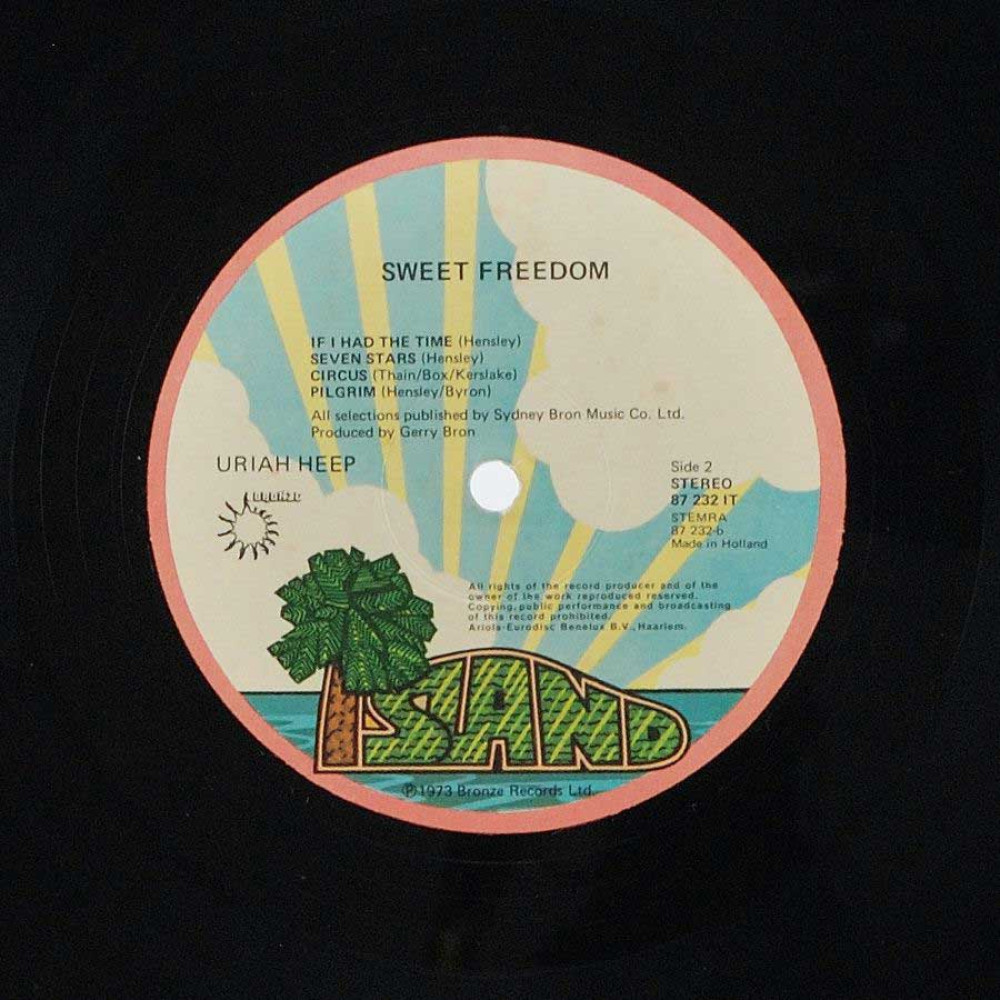 SWEET FREEDOM
IF I HAD THE TIME (Hensley)
SEVEN STARS (Hensley)
CIRCUS (Thain/Box/Kerslake)
PILGRIM (Hensley/Byron)
All selections published by Sydney Bron Music Co. Ltd.
Produced by Gerry Bron
URIAH HEEP
BRONZE
Side 2
STEREO
87 232 IT
STEMRA
87 232-b
Made in Holland
All rights of the record producer and of the
owner of the work reproduced reserved.
Copying, public performance and broadcasting
of this record prohibited.
Ariola-Eurodisc Benelux B.V., Haarlem.
ISLAND
Ⓟ1973 Bronze Records Ltd.